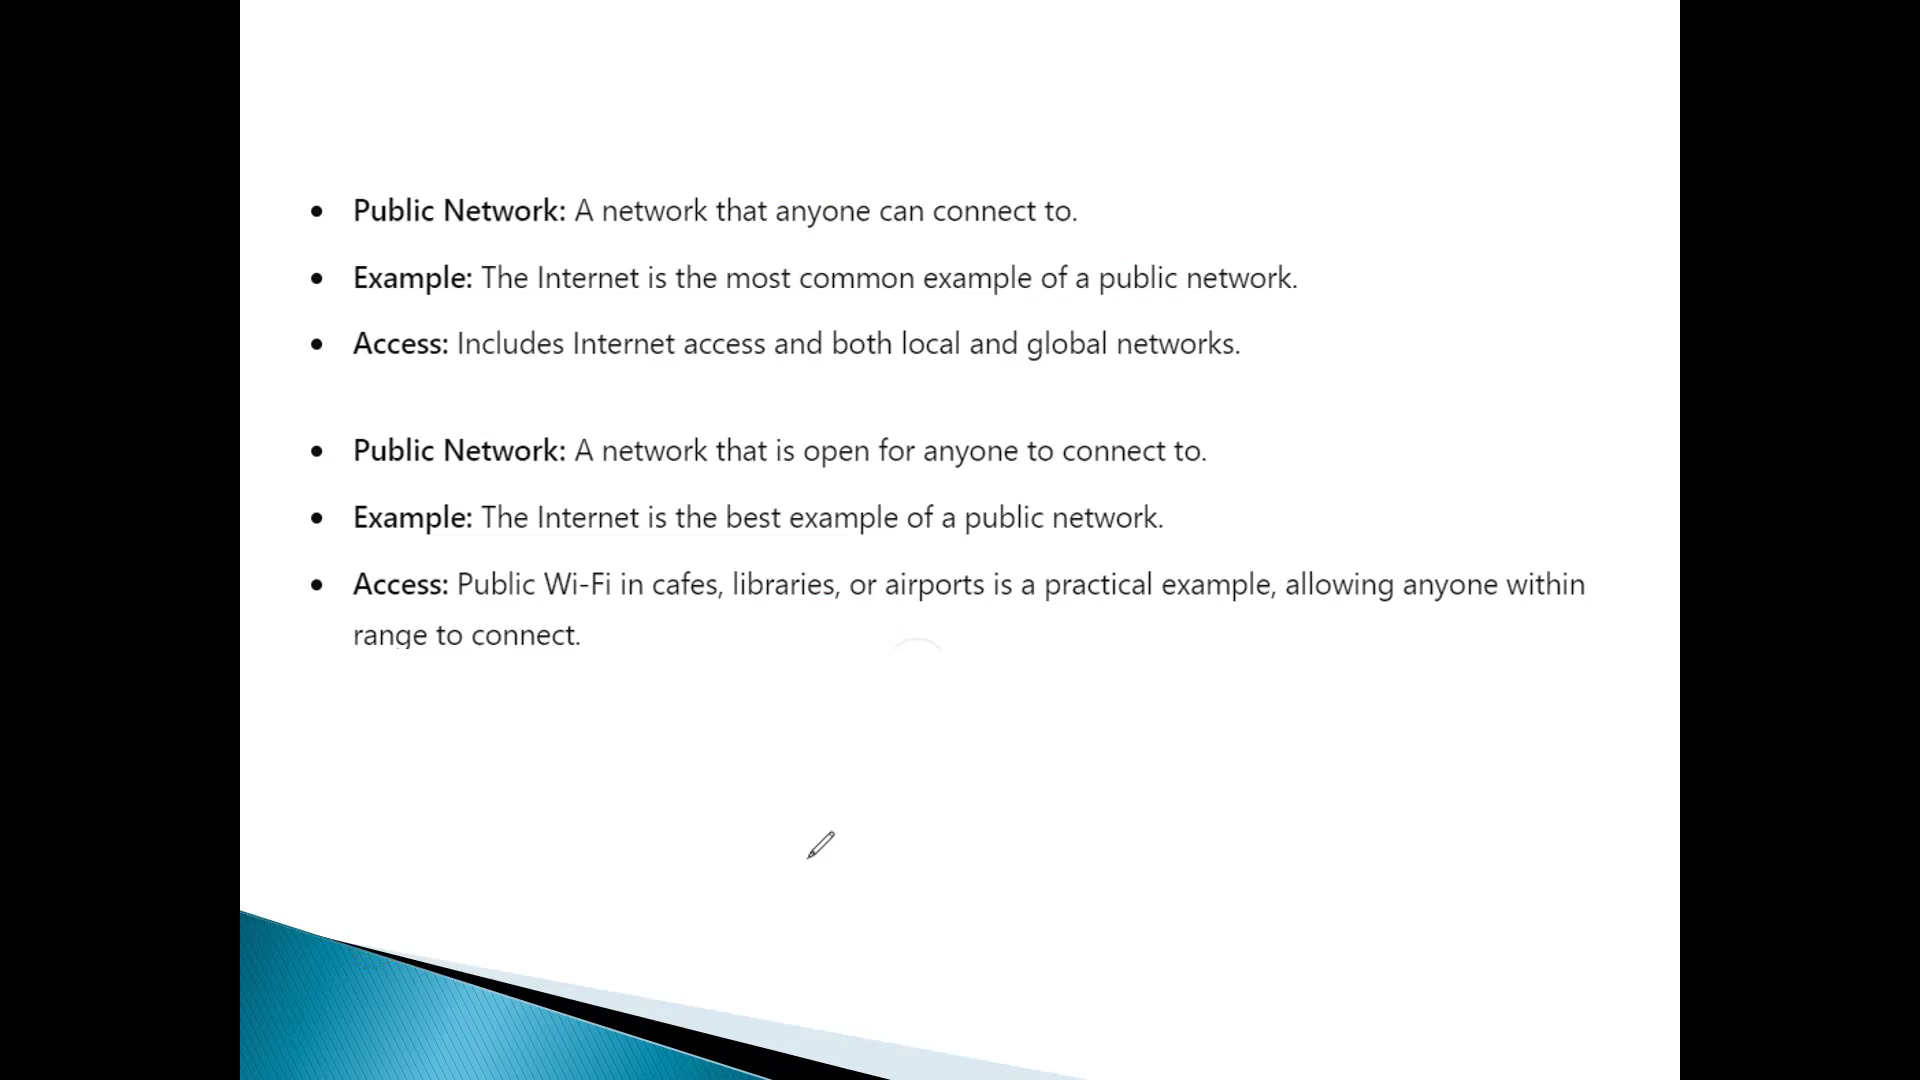 • Public Network: A network that anyone can connect to.
• Example: The Internet is the most common example of a public network.
• Access: Includes Internet access and both local and global networks.
• Public Network: A network that is open for anyone to connect to.
• Example: The Internet is the best example of a public network.
• Access: Public Wi-Fi in cafes, libraries, or airports is a practical example, allowing anyone within
range to connect.